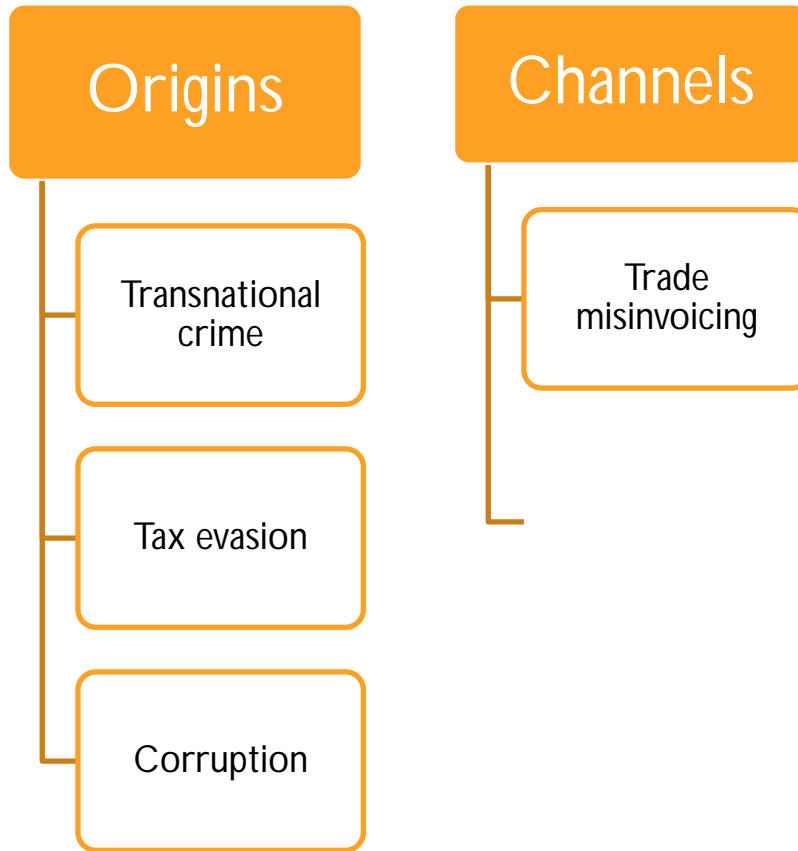 Origins
Transnational
crime
Tax evasion
Corruption
Channels
Trade
misinvoicing